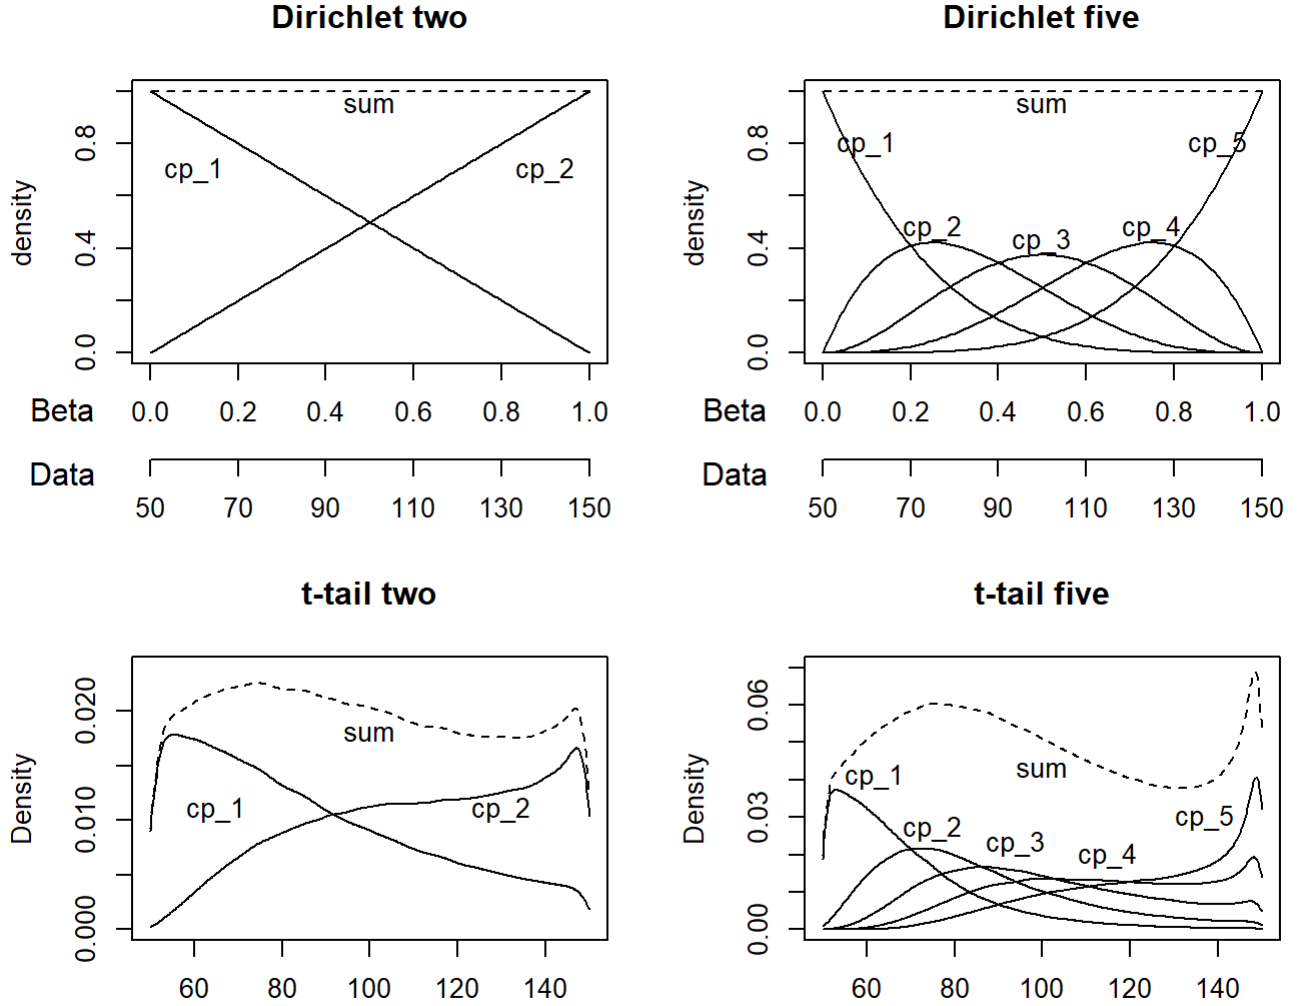 Dirichlet two
density
0.0
0.4
0.8
sum
cp_1
cp_2
Beta
0.0 0.2 0.4 0.6 0.8 1.0
Data
50 70 90 110 130 150
Dirichlet five
density
0.0
0.4
0.8
sum
cp_1
cp_5
cp_2
cp_3
cp_4
Beta
0.0 0.2 0.4 0.6 0.8 1.0
Data
50 70 90 110 130 150
t-tail two
Density
0.000
0.010
0.020
sum
cp_1
cp_2
60 80 100 120 140
t-tail five
Density
0.00
0.03
0.06
sum
cp_1
cp_2
cp_3
cp_4
cp_5
60 80 100 120 140